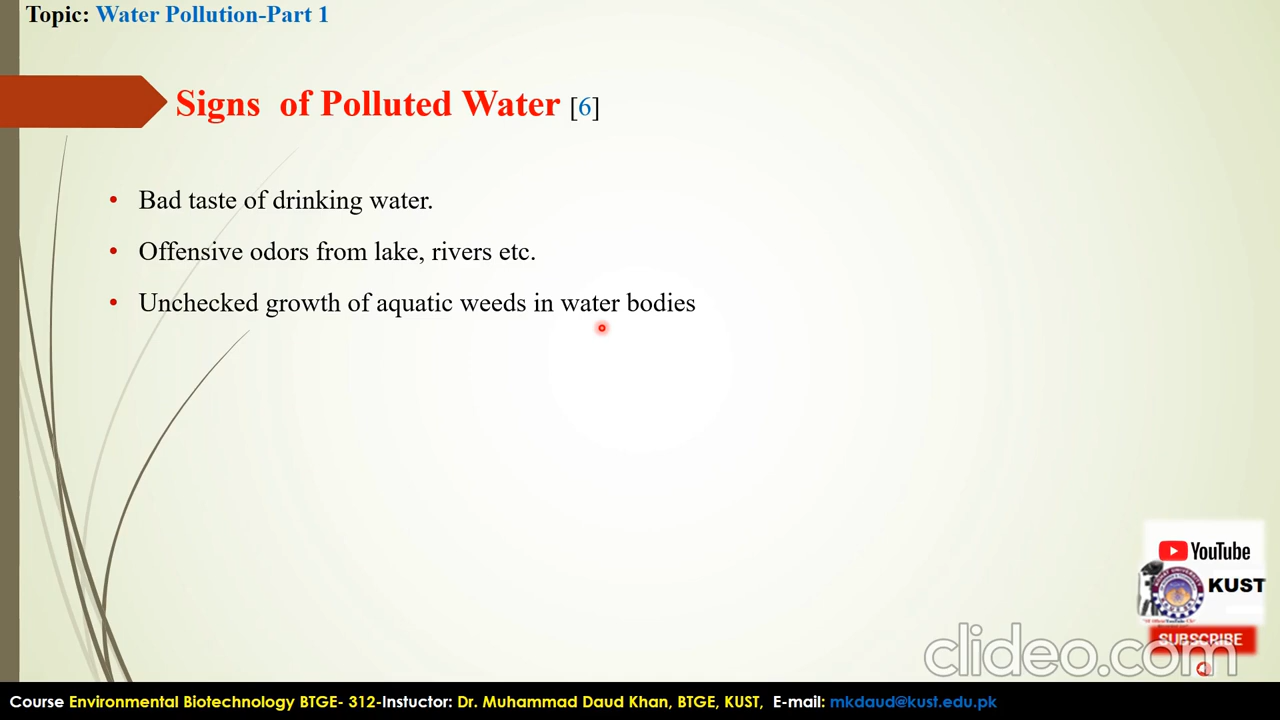 Topic: Water Pollution-Part 1
Signs of Polluted Water [6]
• Bad taste of drinking water.
• Offensive odors from lake, rivers etc.
• Unchecked growth of aquatic weeds in water bodies
YouTube
KUST
SUBSCRIBE
clideo.com
Course Environmental Biotechnology BTGE- 312-Instructor: Dr. Muhammad Daud Khan, BTGE, KUST, E-mail: mkdaud@kust.edu.pk